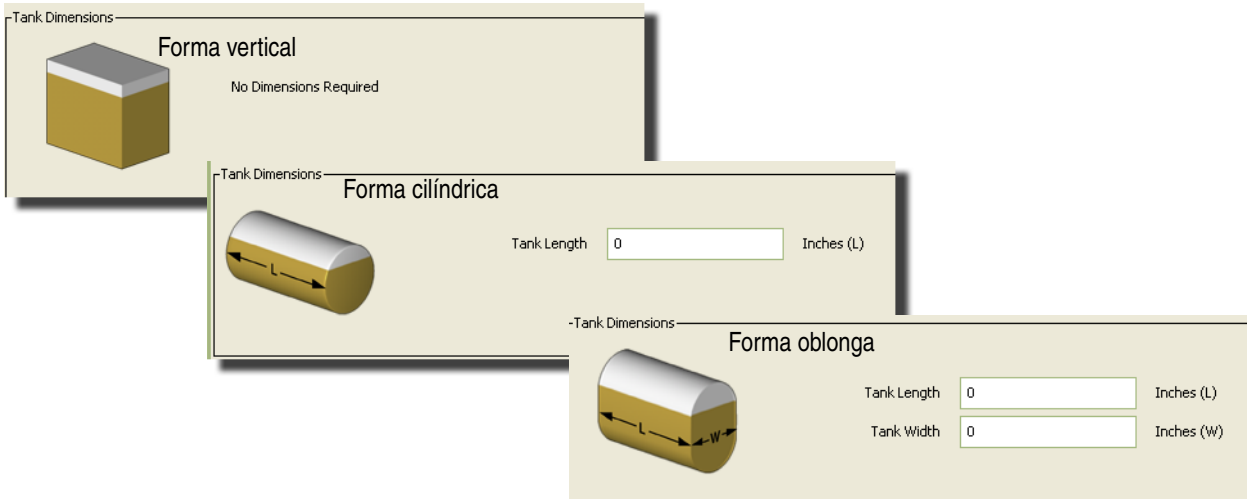 Tank Dimensions
Forma vertical
No Dimensions Required
Tank Dimensions
Forma cilíndrica
Tank Length 0 Inches (L)
L
Tank Dimensions
Forma oblonga
Tank Length 0 Inches (L)
L W
Tank Width 0 Inches (W)